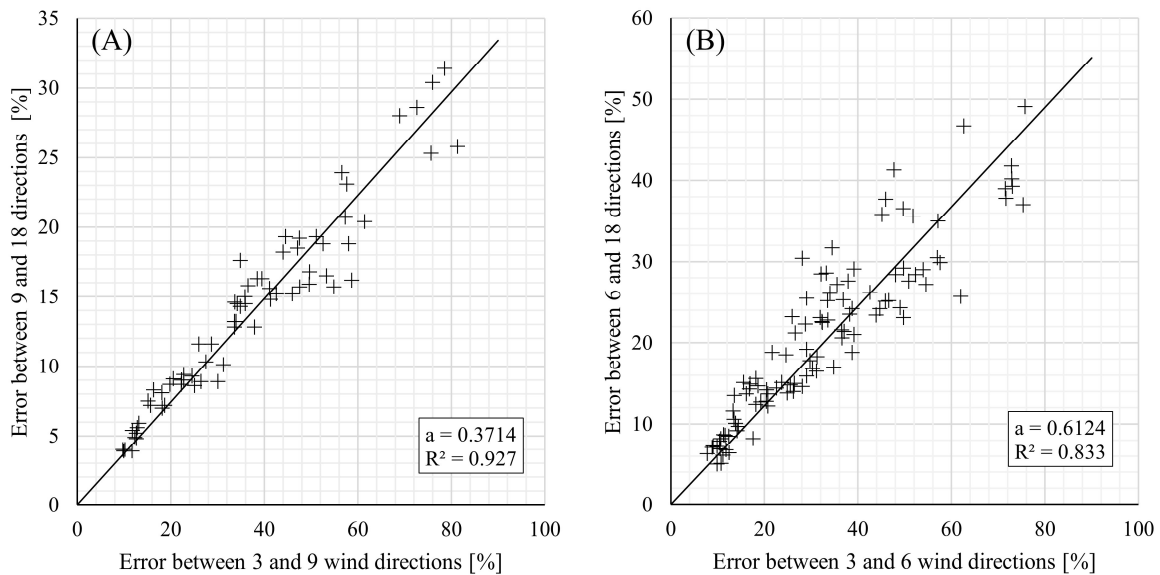 (A)
35
30
25
20
15
10
5
0
Error between 9 and 18 directions [%]
a = 0.3714
R² = 0.927
0 20 40 60 80 100
Error between 3 and 9 wind directions [%]
(B)
60
50
40
30
20
10
0
Error between 6 and 18 directions [%]
a = 0.6124
R² = 0.833
0 20 40 60 80 100
Error between 3 and 6 wind directions [%]